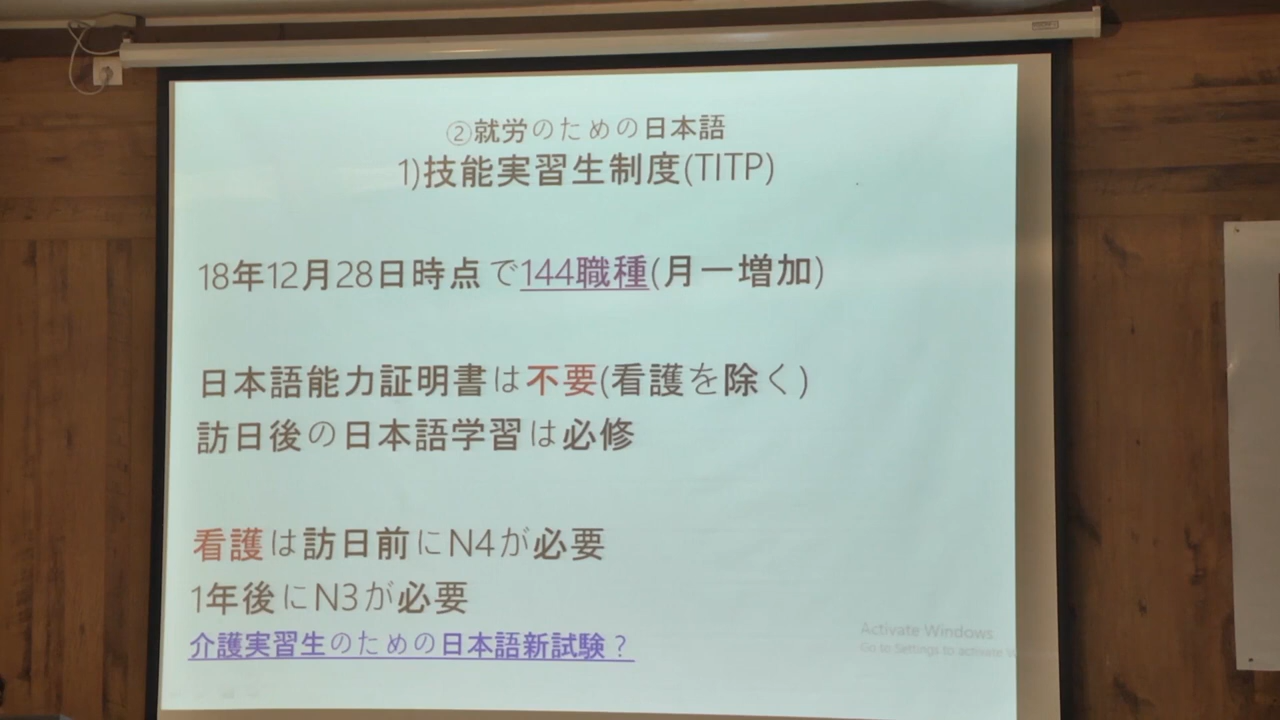 ②就労のための日本語
1)技能実習生制度(TITP)
18年12月28日時点で144職種(月一増加)
日本語能力証明書は不要(看護を除く)
訪日後の日本語学習は必修
看護は訪日前にN4が必要
1年後にN3が必要
介護実習生のための日本語新試験？
Activate Windows
Go to Settings to activate